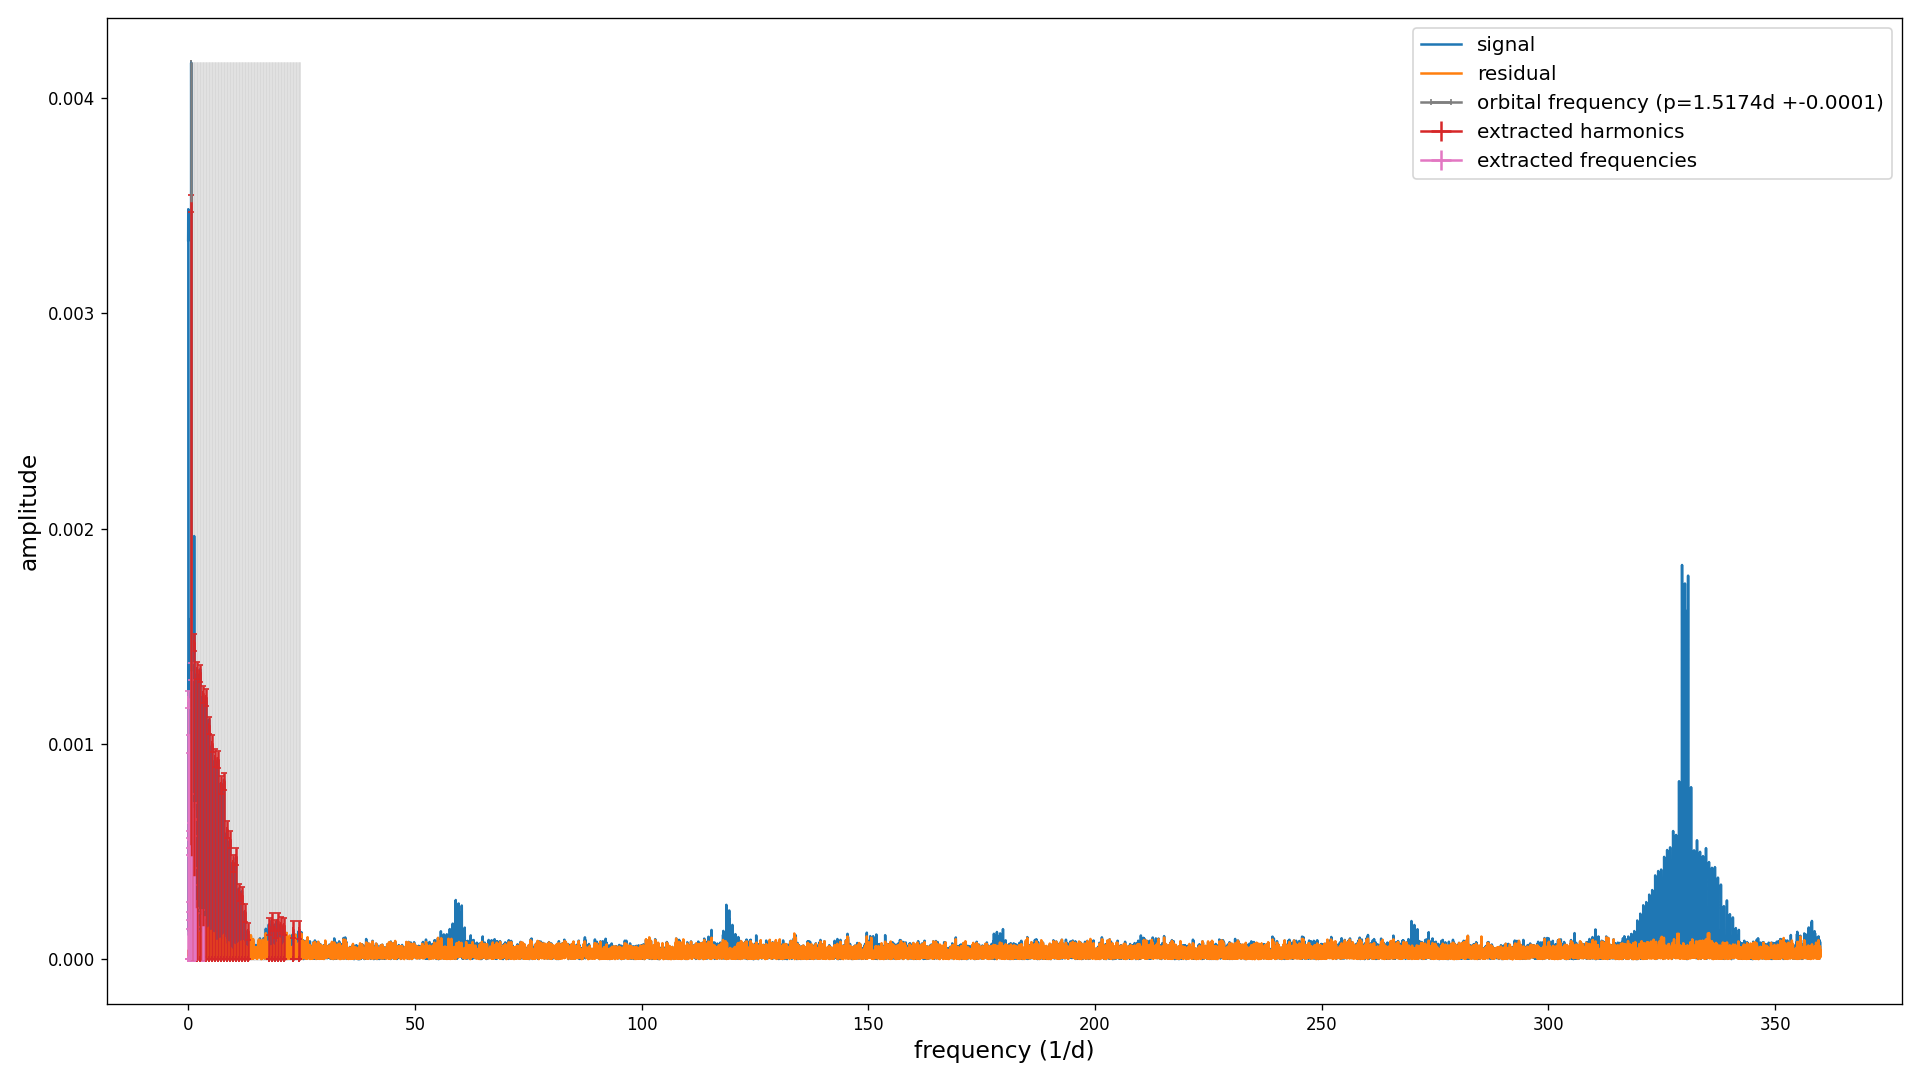 signal
residual
orbital frequency (p=1.5174d +-0.0001)
extracted harmonics
extracted frequencies
amplitude
0.004
0.003
0.002
0.001
0.000
0 50 100 150 200 250 300 350
frequency (1/d)